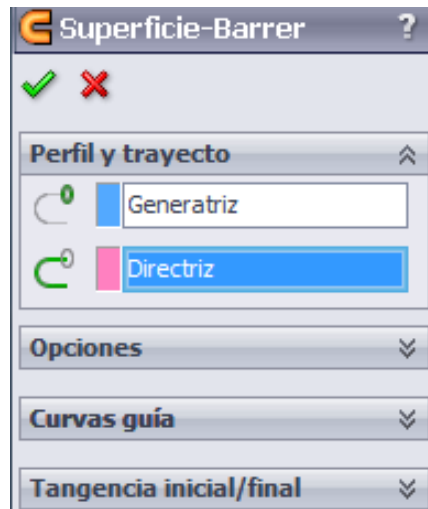 Superficie-Barrer ?
Perfil y trayecto
Generatriz
Directriz
Opciones
Curvas guía
Tangencia inicial/final